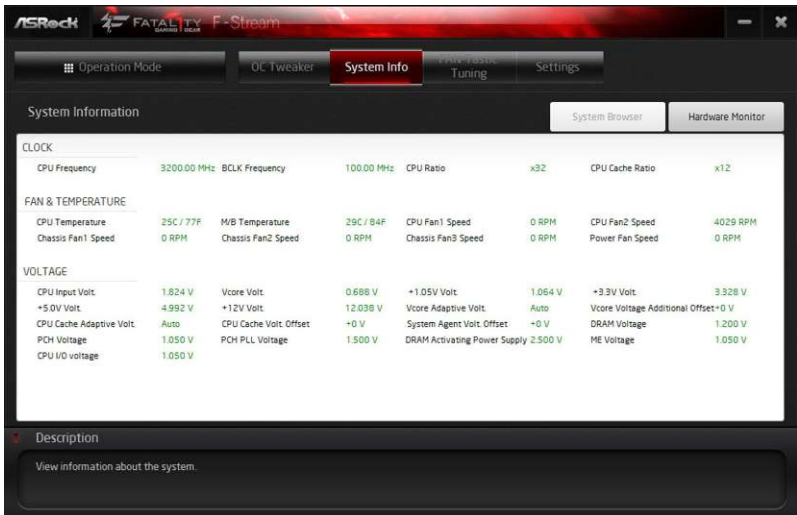 ASRock FATAL1TY GAMING GEAR F-Stream
Operation Mode OC Tweaker System Info FAN-Tastic Tuning Settings
System Information System Browser Hardware Monitor
CLOCK
CPU Frequency 3200.00 MHz BCLK Frequency 100.00 MHz CPU Ratio x32 CPU Cache Ratio x12
FAN & TEMPERATURE
CPU Temperature 25C / 77F M/B Temperature 29C / 84F CPU Fan1 Speed 0 RPM CPU Fan2 Speed 4029 RPM
Chassis Fan1 Speed 0 RPM Chassis Fan2 Speed 0 RPM Chassis Fan3 Speed 0 RPM Power Fan Speed 0 RPM
VOLTAGE
CPU Input Volt. 1.824 V Vcore Volt. 0.688 V +1.05V Volt. 1.064 V +3.3V Volt. 3.328 V
+5.0V Volt. 4.992 V +12V Volt. 12.038 V Vcore Adaptive Volt. Auto Vcore Voltage Additional Offset +0 V
CPU Cache Adaptive Volt. Auto CPU Cache Volt. Offset +0 V System Agent Volt. Offset +0 V DRAM Voltage 1.200 V
PCH Voltage 1.050 V PCH PLL Voltage 1.500 V DRAM Activating Power Supply 2.500 V ME Voltage 1.050 V
CPU I/O voltage 1.050 V
Description
View information about the system.